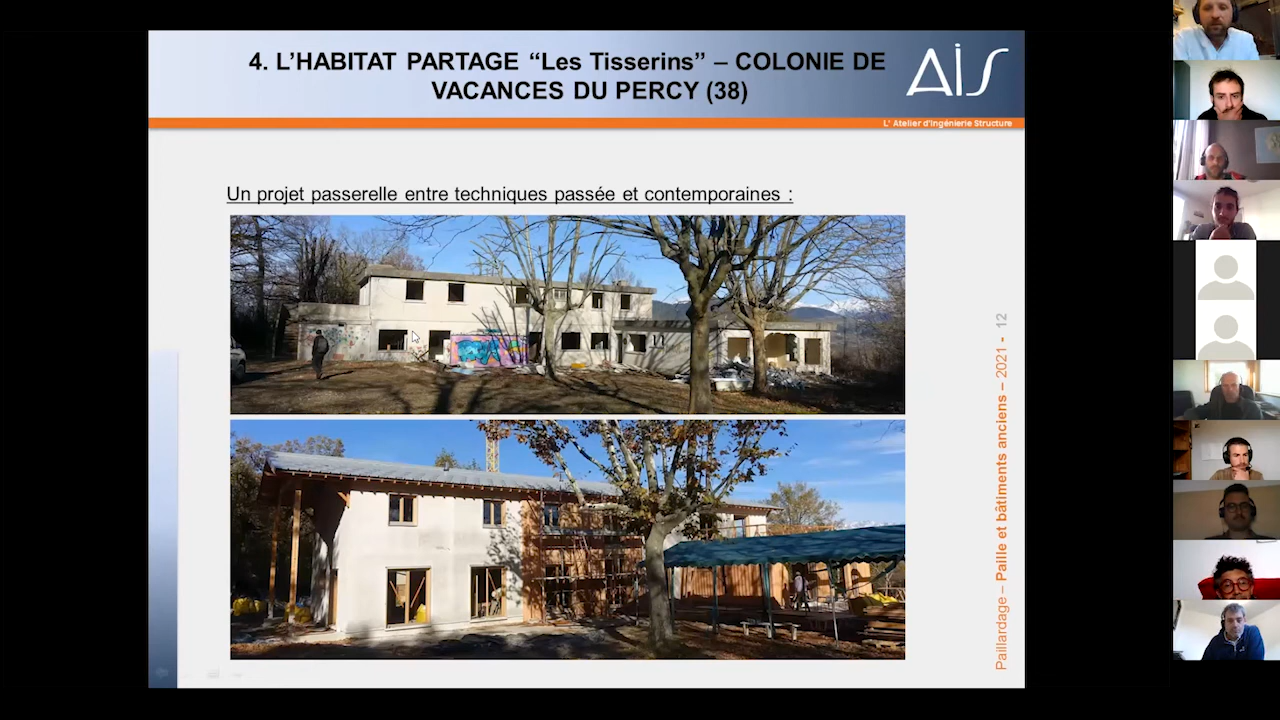 4. L’HABITAT PARTAGE “Les Tisserins” – COLONIE DE
VACANCES DU PERCY (38)
AIS
L' Atelier d'Ingénierie Structure
Un projet passerelle entre techniques passée et contemporaines :
Paillardage – Paille et bâtiments anciens – 2021 - 12